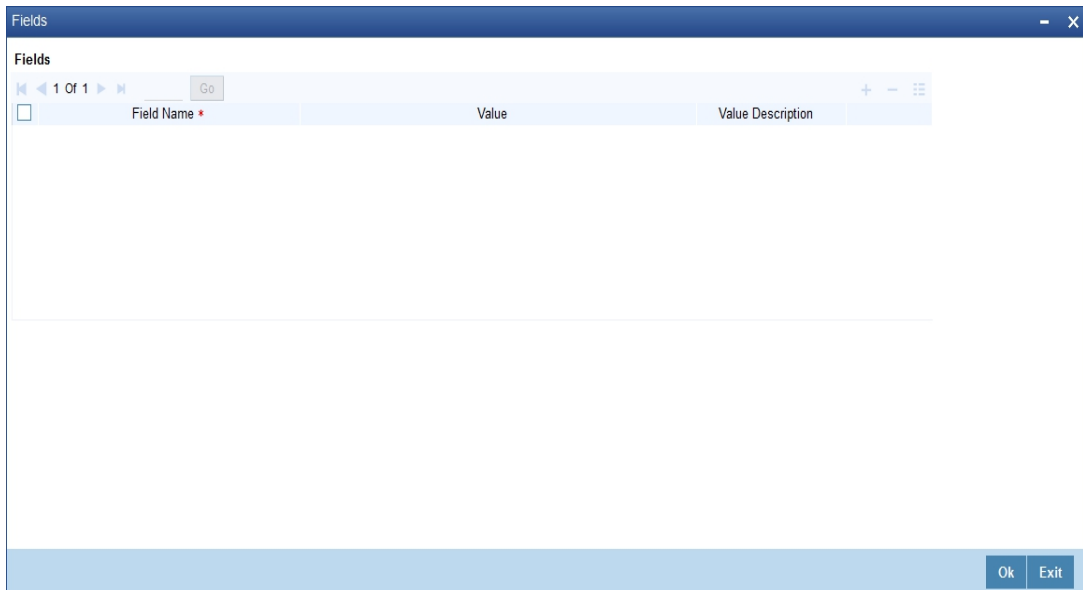 Fields
Fields
1 Of 1 Go
Field Name * Value Value Description
Ok Exit